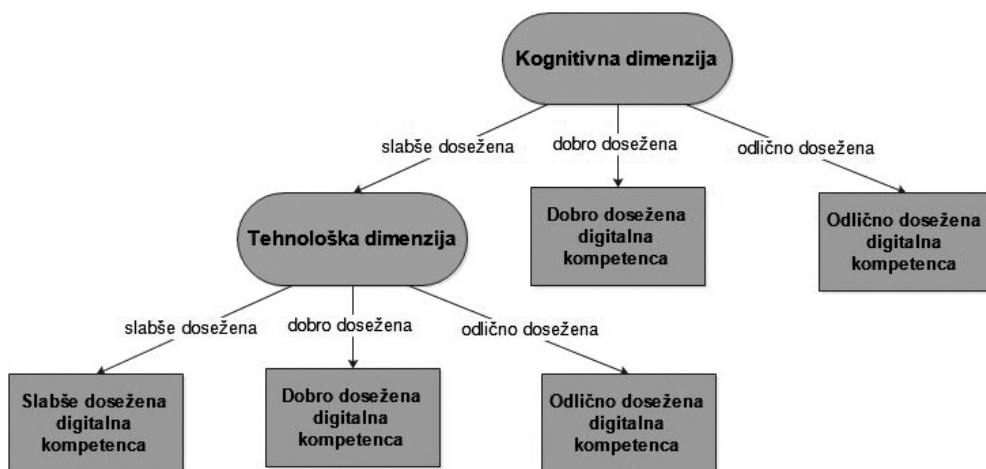 Kognitivna dimenzija
slabše dosežena
dobro dosežena
odlično dosežena
Tehnološka dimenzija
Dobro dosežena
digitalna
kompetenca
Odlično dosežena
digitalna
kompetenca
slabše dosežena
dobro dosežena
odlično dosežena
Slabše dosežena
digitalna
kompetenca
Dobro dosežena
digitalna
kompetenca
Odlično dosežena
digitalna
kompetenca